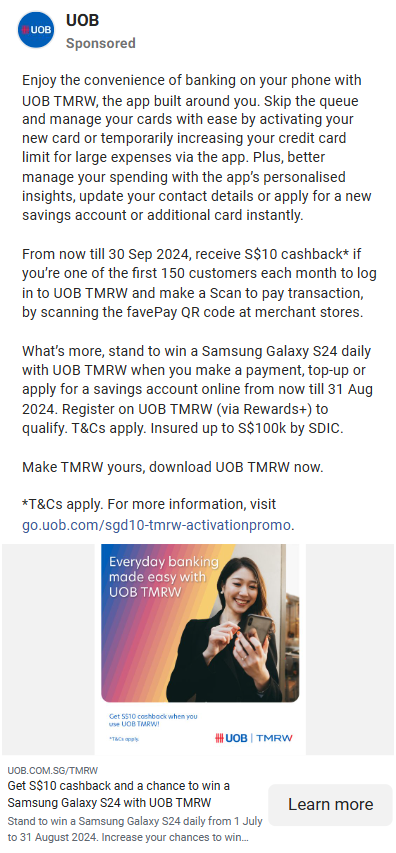 UOB
UOB
Sponsored
Enjoy the convenience of banking on your phone with
UOB TMRW, the app built around you. Skip the queue
and manage your cards with ease by activating your
new card or temporarily increasing your credit card
limit for large expenses via the app. Plus, better
manage your spending with the app's personalised
insights, update your contact details or apply for a new
savings account or additional card instantly.
From now till 30 Sep 2024, receive S$10 cashback* if
you're one of the first 150 customers each month to log
in to UOB TMRW and make a Scan to pay transaction,
by scanning the favePay QR code at merchant stores.
What's more, stand to win a Samsung Galaxy S24 daily
with UOB TMRW when you make a payment, top-up or
apply for a savings account online from now till 31 Aug
2024. Register on UOB TMRW (via Rewards+) to
qualify. T&Cs apply. Insured up to S$100k by SDIC.
Make TMRW yours, download UOB TMRW now.
*T&Cs apply. For more information, visit
go.uob.com/sgd10-tmrw-activationpromo.
Everyday banking
made easy with
UOB TMRW
Get S$10 cashback when you
use UOB TMRW!
*T&Cs apply.
UOB | TMRW
UOB.COM.SG/TMRW
Get S$10 cashback and a chance to win a
Samsung Galaxy S24 with UOB TMRW
Stand to win a Samsung Galaxy S24 daily from 1 July
to 31 August 2024. Increase your chances to win...
Learn more